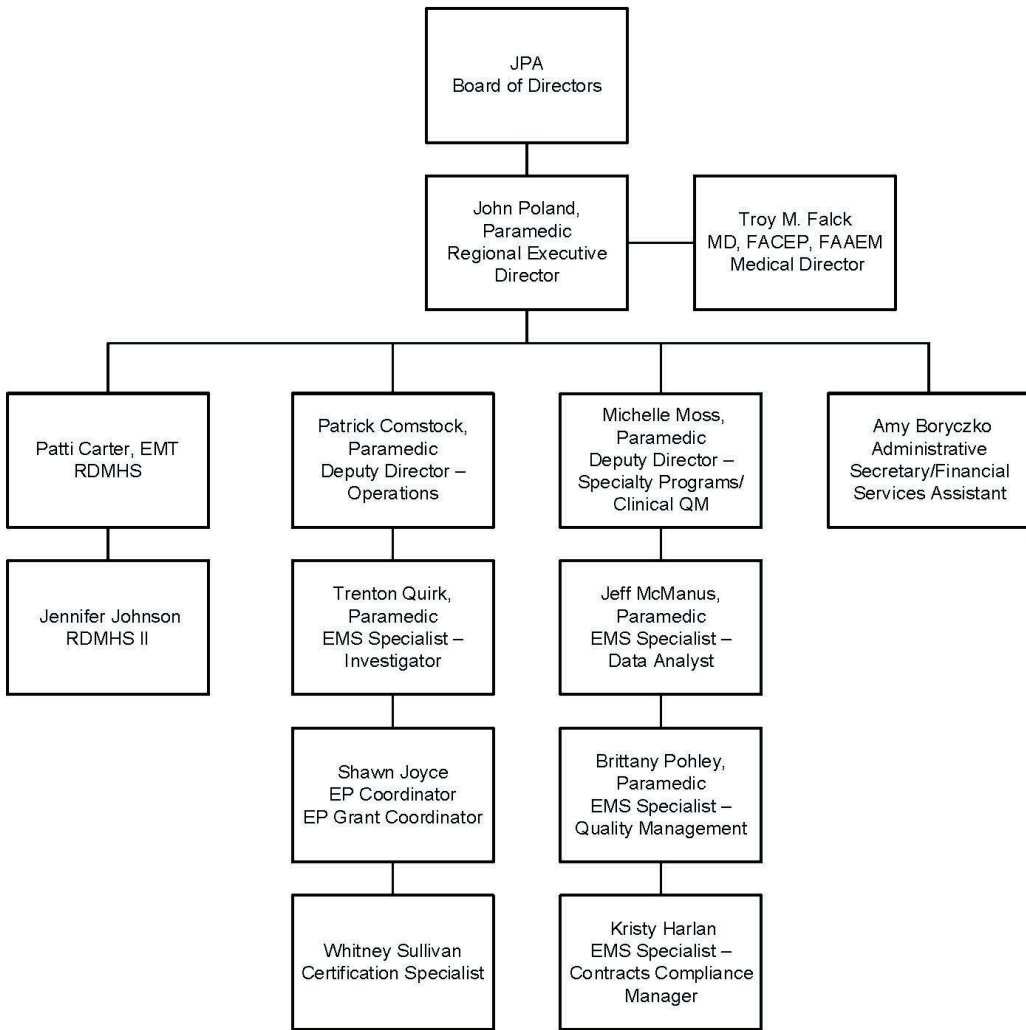 JPA
Board of Directors
John Poland,
Paramedic
Regional Executive
Director
Troy M. Falck
MD, FACEP, FAAEM
Medical Director
Patti Carter, EMT
RDMHS
Patrick Comstock,
Paramedic
Deputy Director –
Operations
Michelle Moss,
Paramedic
Deputy Director –
Specialty Programs/
Clinical QM
Amy Boryczko
Administrative
Secretary/Financial
Services Assistant
Jennifer Johnson
RDMHS II
Trenton Quirk,
Paramedic
EMS Specialist –
Investigator
Jeff McManus,
Paramedic
EMS Specialist –
Data Analyst
Shawn Joyce
EP Coordinator
EP Grant Coordinator
Brittany Pohley,
Paramedic
EMS Specialist –
Quality Management
Whitney Sullivan
Certification Specialist
Kristy Harlan
EMS Specialist –
Contracts Compliance
Manager